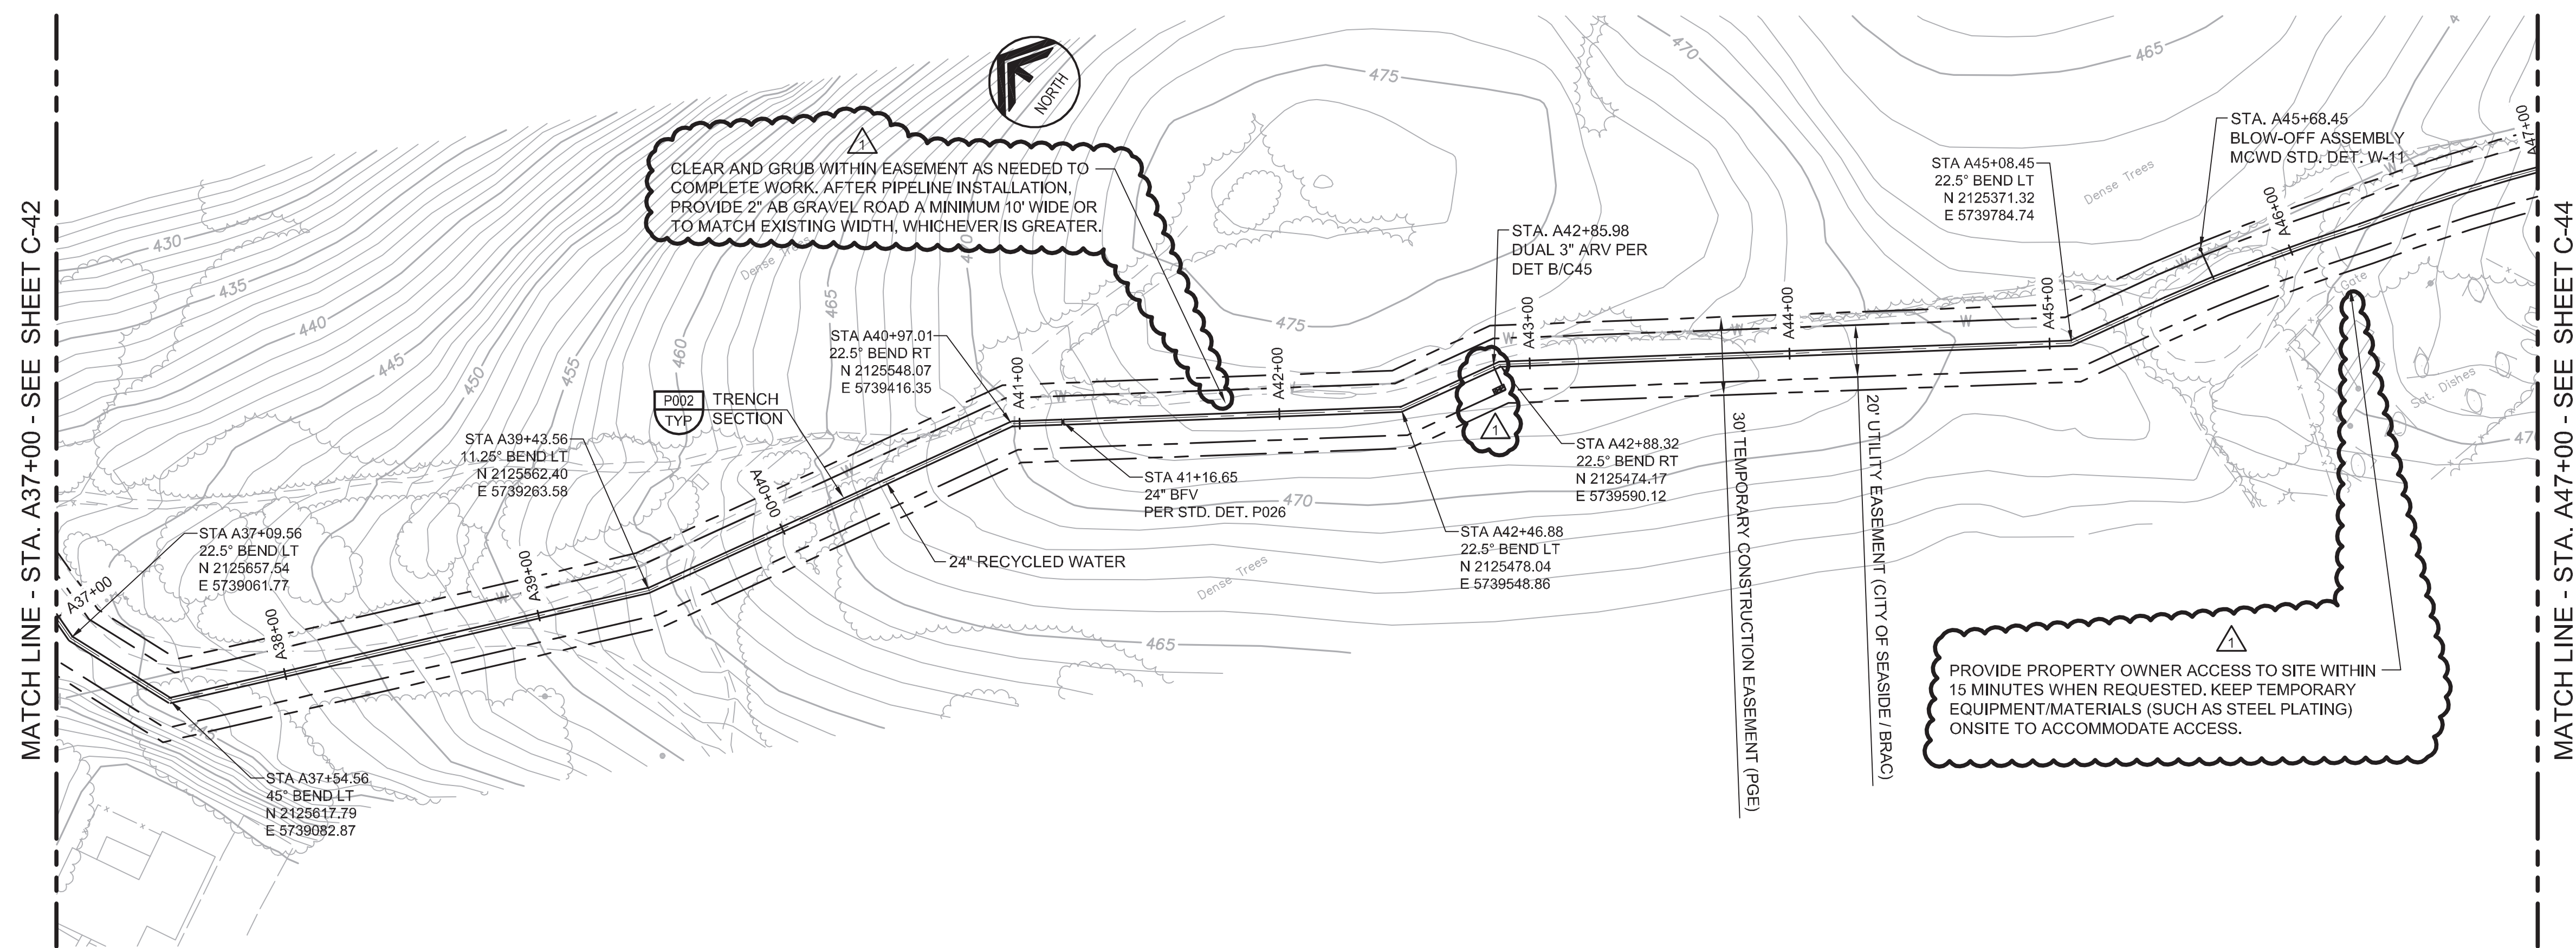 MATCH LINE - STA. A37+00 - SEE SHEET C-42
NORTH
1
CLEAR AND GRUB WITHIN EASEMENT AS NEEDED TO
COMPLETE WORK. AFTER PIPELINE INSTALLATION,
PROVIDE 2" AB GRAVEL ROAD A MINIMUM 10' WIDE OR
TO MATCH EXISTING WIDTH, WHICHEVER IS GREATER.
430
435
440
445
450
455
460
465
Dense Trees
475
470
465
475
STA A37+09.56
22.5° BEND LT
N 2125657.54
E 5739061.77
A37+00
STA A37+54.56
45° BEND LT
N 2125617.79
E 5739082.87
A38+00
A39+00
STA A39+43.56
11.25° BEND LT
N 2125562.40
E 5739263.58
P002
TYP
TRENCH
SECTION
A40+00
STA A40+97.01
22.5° BEND RT
N 2125548.07
E 5739416.35
A41+00
24" RECYCLED WATER
STA 41+16.65
24" BFV
PER STD. DET. P026
470
Dense Trees
465
A42+00
STA A42+46.88
22.5° BEND LT
N 2125478.04
E 5739548.86
STA. A42+85.98
DUAL 3" ARV PER
DET B/C45
1
STA A42+88.32
22.5° BEND RT
N 2125474.17
E 5739590.12
A43+00
30' TEMPORARY CONSTRUCTION EASEMENT (PGE)
A44+00
20' UTILITY EASEMENT (CITY OF SEASIDE / BRAC)
A45+00
STA A45+08.45
22.5° BEND LT
N 2125371.32
E 5739784.74
Dense Trees
STA. A45+68.45
BLOW-OFF ASSEMBLY
MCWD STD. DET. W-11
A46+00
A47+00
W
W
W
W
W
W
W
Gate
Sat. Dishes
1
PROVIDE PROPERTY OWNER ACCESS TO SITE WITHIN
15 MINUTES WHEN REQUESTED. KEEP TEMPORARY
EQUIPMENT/MATERIALS (SUCH AS STEEL PLATING)
ONSITE TO ACCOMMODATE ACCESS.
MATCH LINE - STA. A47+00 - SEE SHEET C-44